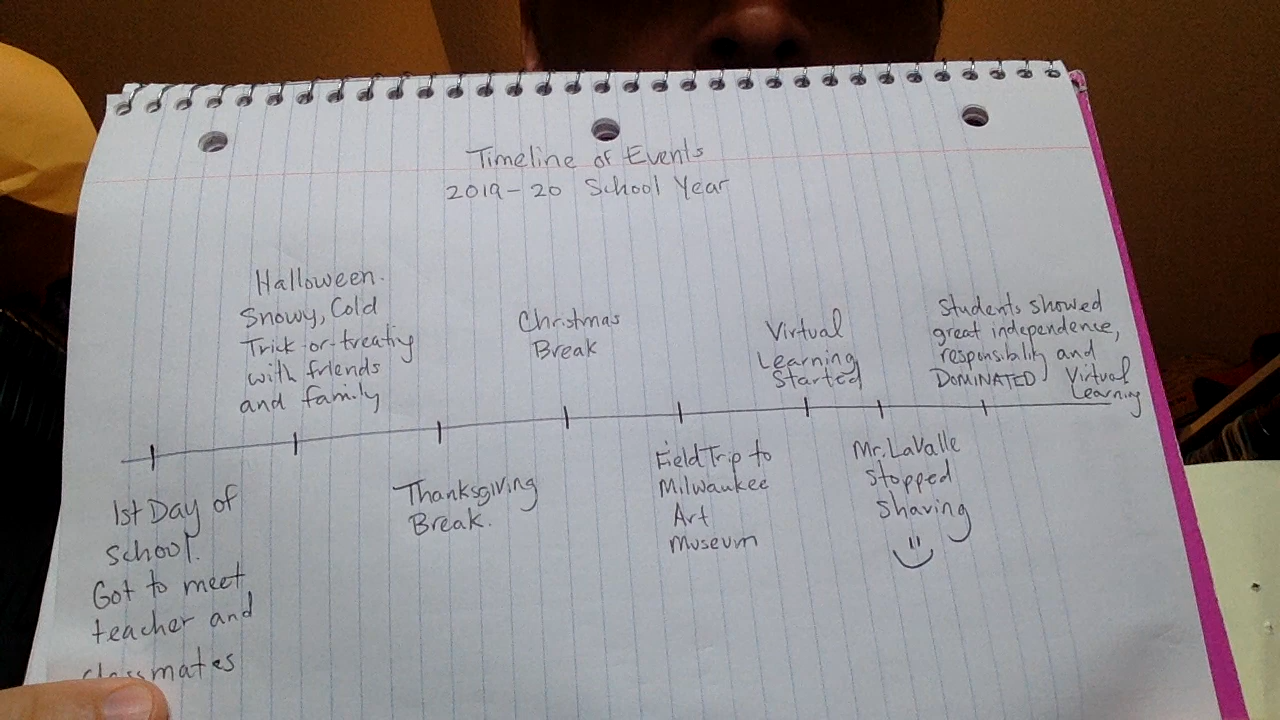 Timeline of Events
2019-20 School Year
Halloween.
Snowy, Cold
Trick-or-treating
with friends
and family
Christmas
Break
Virtual
Learning
Started
Students showed
great independence,
responsibility and
DOMINATED Virtual
Learning
1st Day of
school.
Got to meet
teacher and
classmates
Thanksgiving
Break.
Field Trip to
Milwaukee
Art
Museum
Mr. LaValle
stopped
shaving